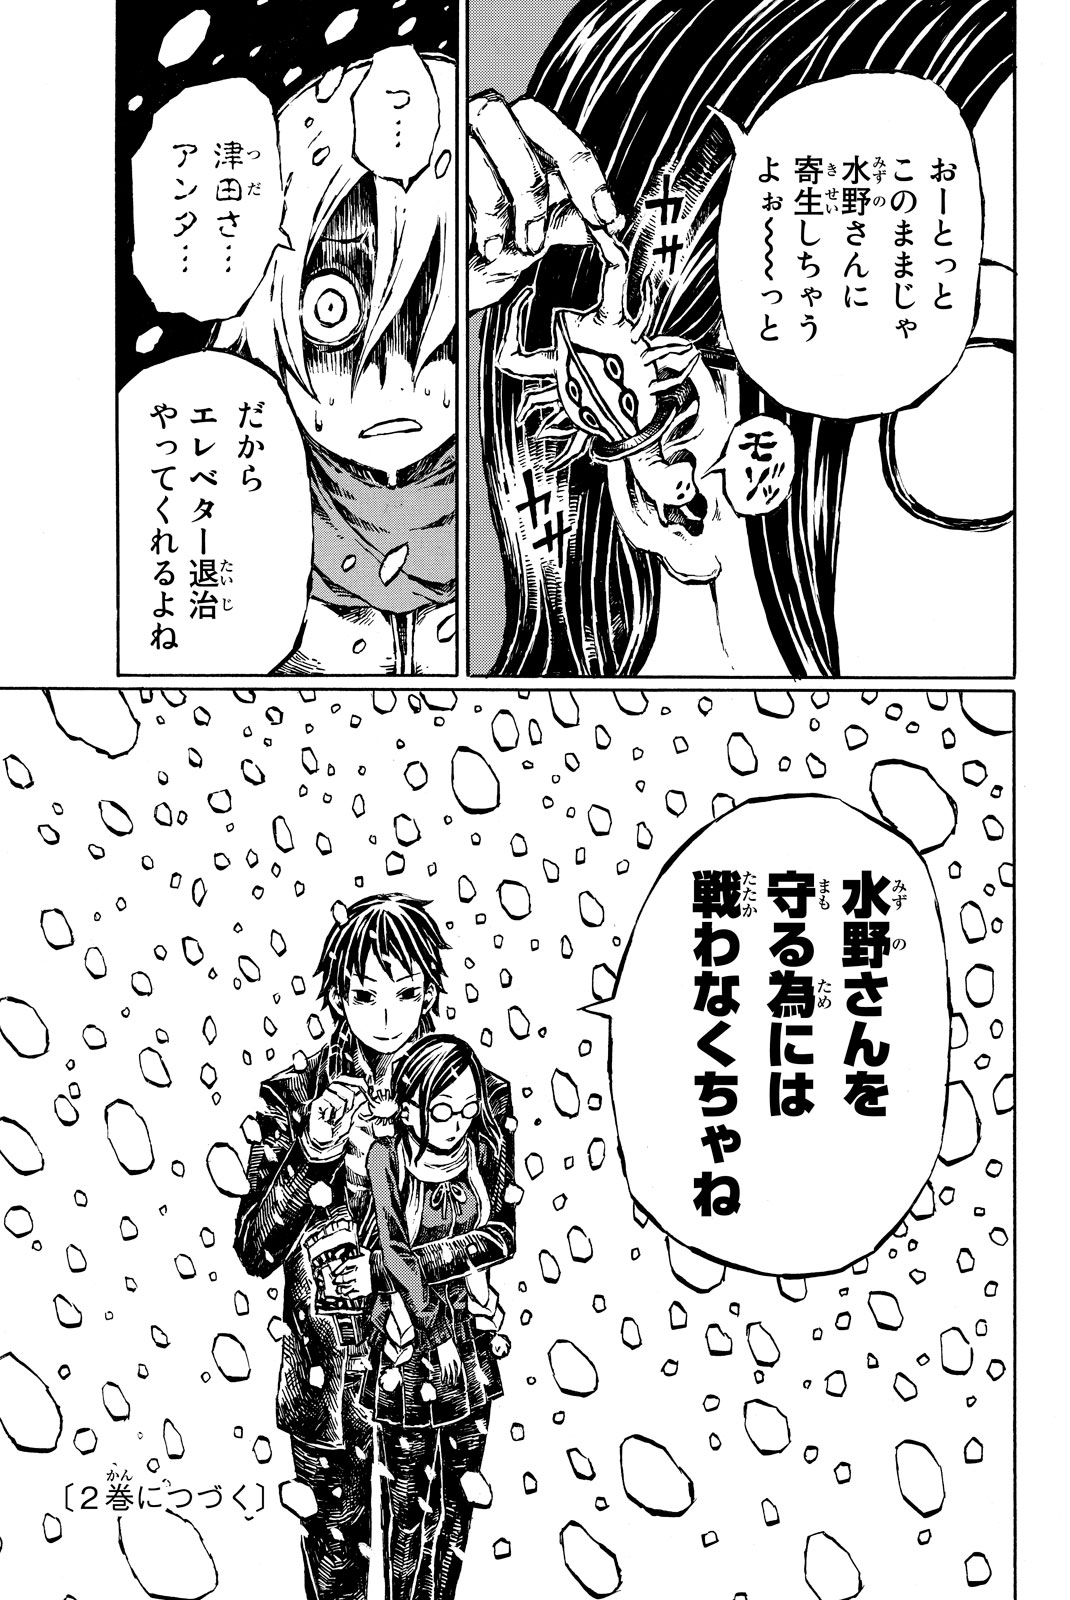 おーとっと
このままじゃ
水野さんに
寄生しちゃう
よぉ〜〜っと
カサ
モゾッ
カサ
っ…
津田さ…
アンタ…
だから
エレベター退治
やってくれるよね
水野さんを
守る為には
戦わなくちゃね
〔2巻につづく〕